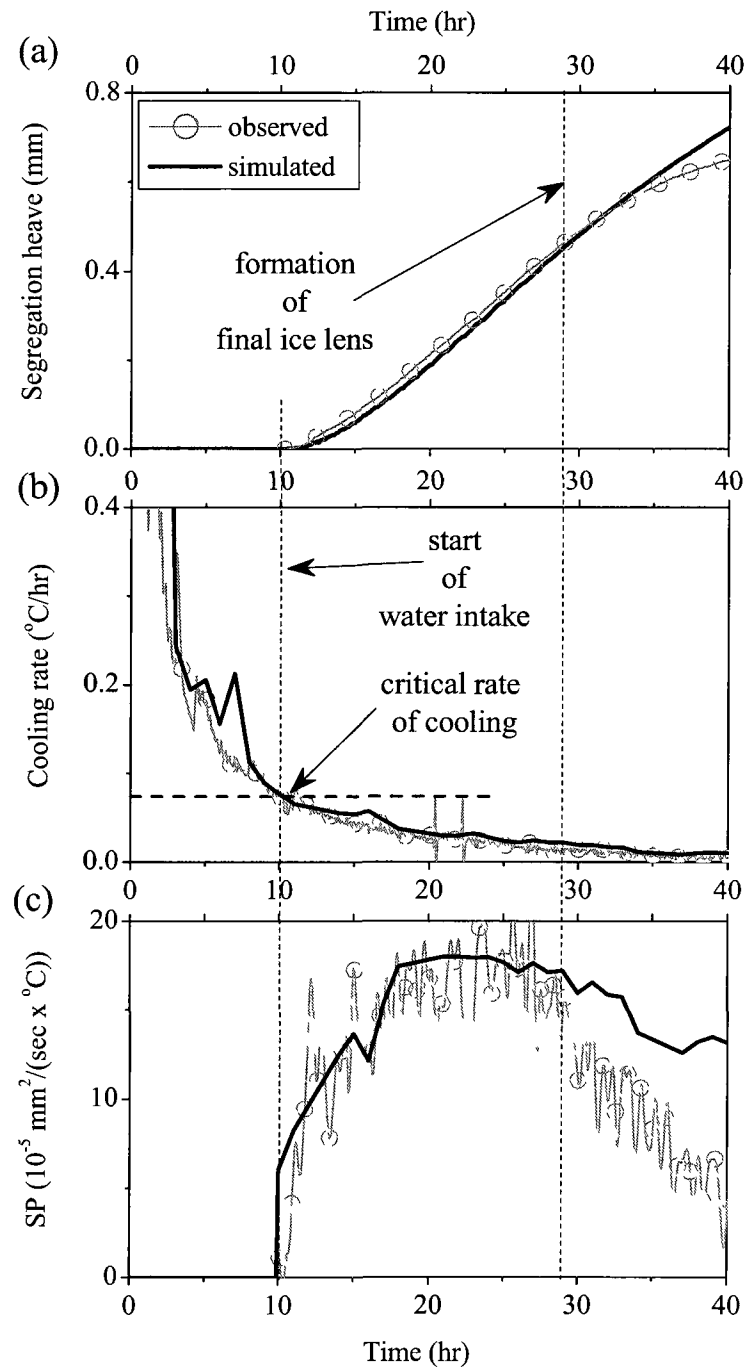 Time (hr)
(a)
0 10 20 30 40
0.8
observed
simulated
Segregation heave (mm)
0.4
formation
of
final ice lens
0.0
0 10 20 30 40
(b)
0.4
start
of
water intake
Cooling rate (°C/hr)
0.2
critical rate
of cooling
0.0
0 10 20 30 40
(c)
20
SP (10⁻⁵ mm²/(sec x °C))
10
0
0 10 20 30 40
Time (hr)